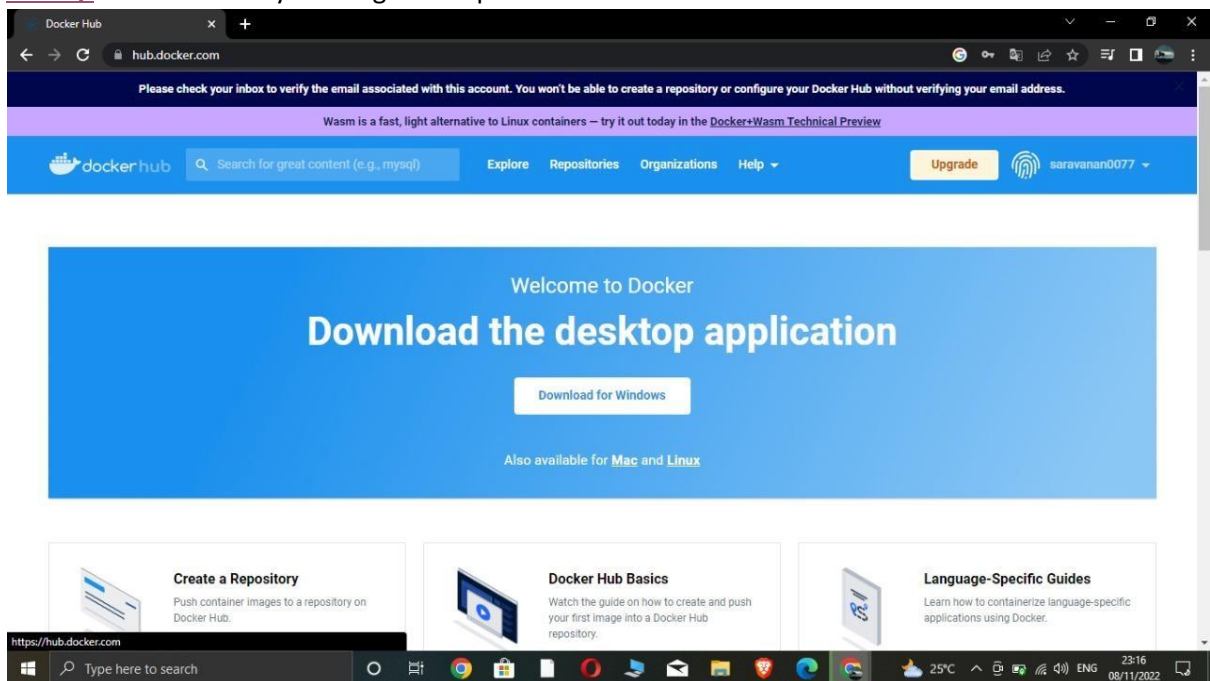 Docker Hub
hub.docker.com
Please check your inbox to verify the email associated with this account. You won't be able to create a repository or configure your Docker Hub without verifying your email address.
Wasm is a fast, light alternative to Linux containers – try it out today in the Docker+Wasm Technical Preview
dockerhub Search for great content (e.g., mysql) Explore Repositories Organizations Help Upgrade saravanan0077
Welcome to Docker
Download the desktop application
Download for Windows
Also available for Mac and Linux
Create a Repository
Push container images to a repository on
Docker Hub.
Docker Hub Basics
Watch the guide on how to create and push
your first image into a Docker Hub
repository.
Language-Specific Guides
Learn how to containerize language-specific
applications using Docker.
https://hub.docker.com
Type here to search 25°C ENG 23:16
08/11/2022